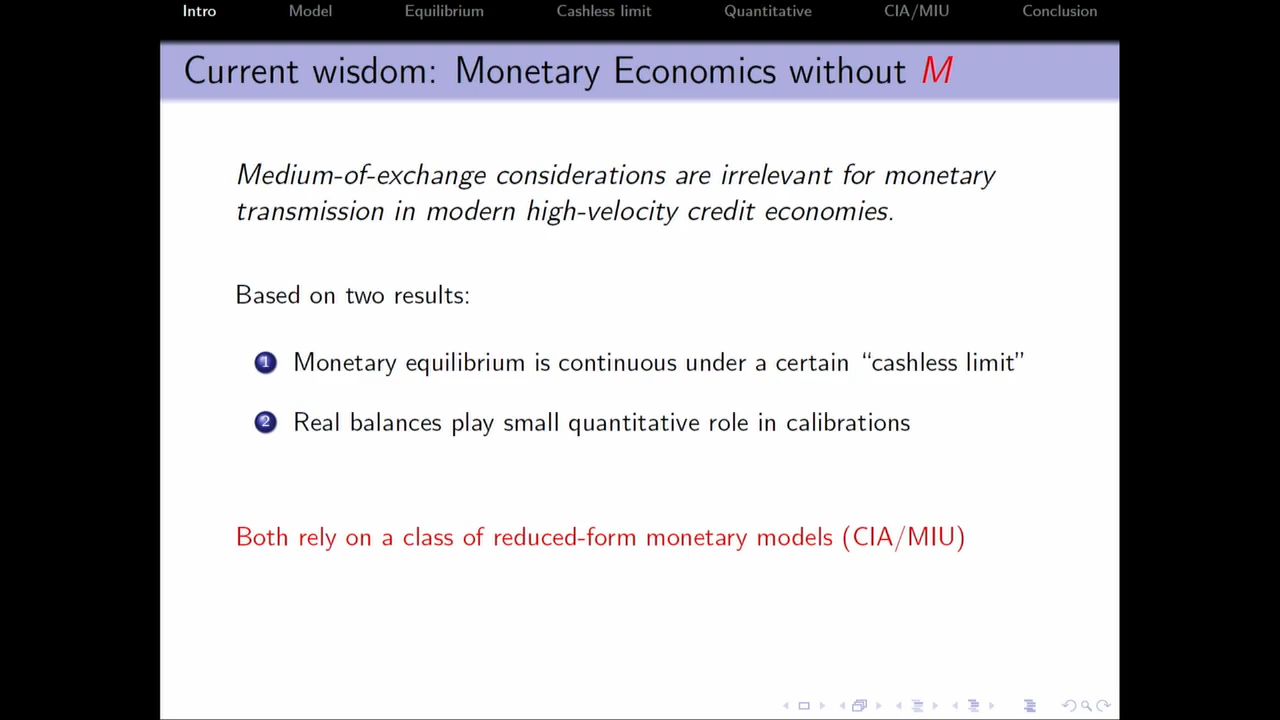 Intro Model Equilibrium Cashless limit Quantitative CIA/MIU Conclusion
Current wisdom: Monetary Economics without M
Medium-of-exchange considerations are irrelevant for monetary
transmission in modern high-velocity credit economies.
Based on two results:
1 Monetary equilibrium is continuous under a certain “cashless limit”
2 Real balances play small quantitative role in calibrations
Both rely on a class of reduced-form monetary models (CIA/MIU)